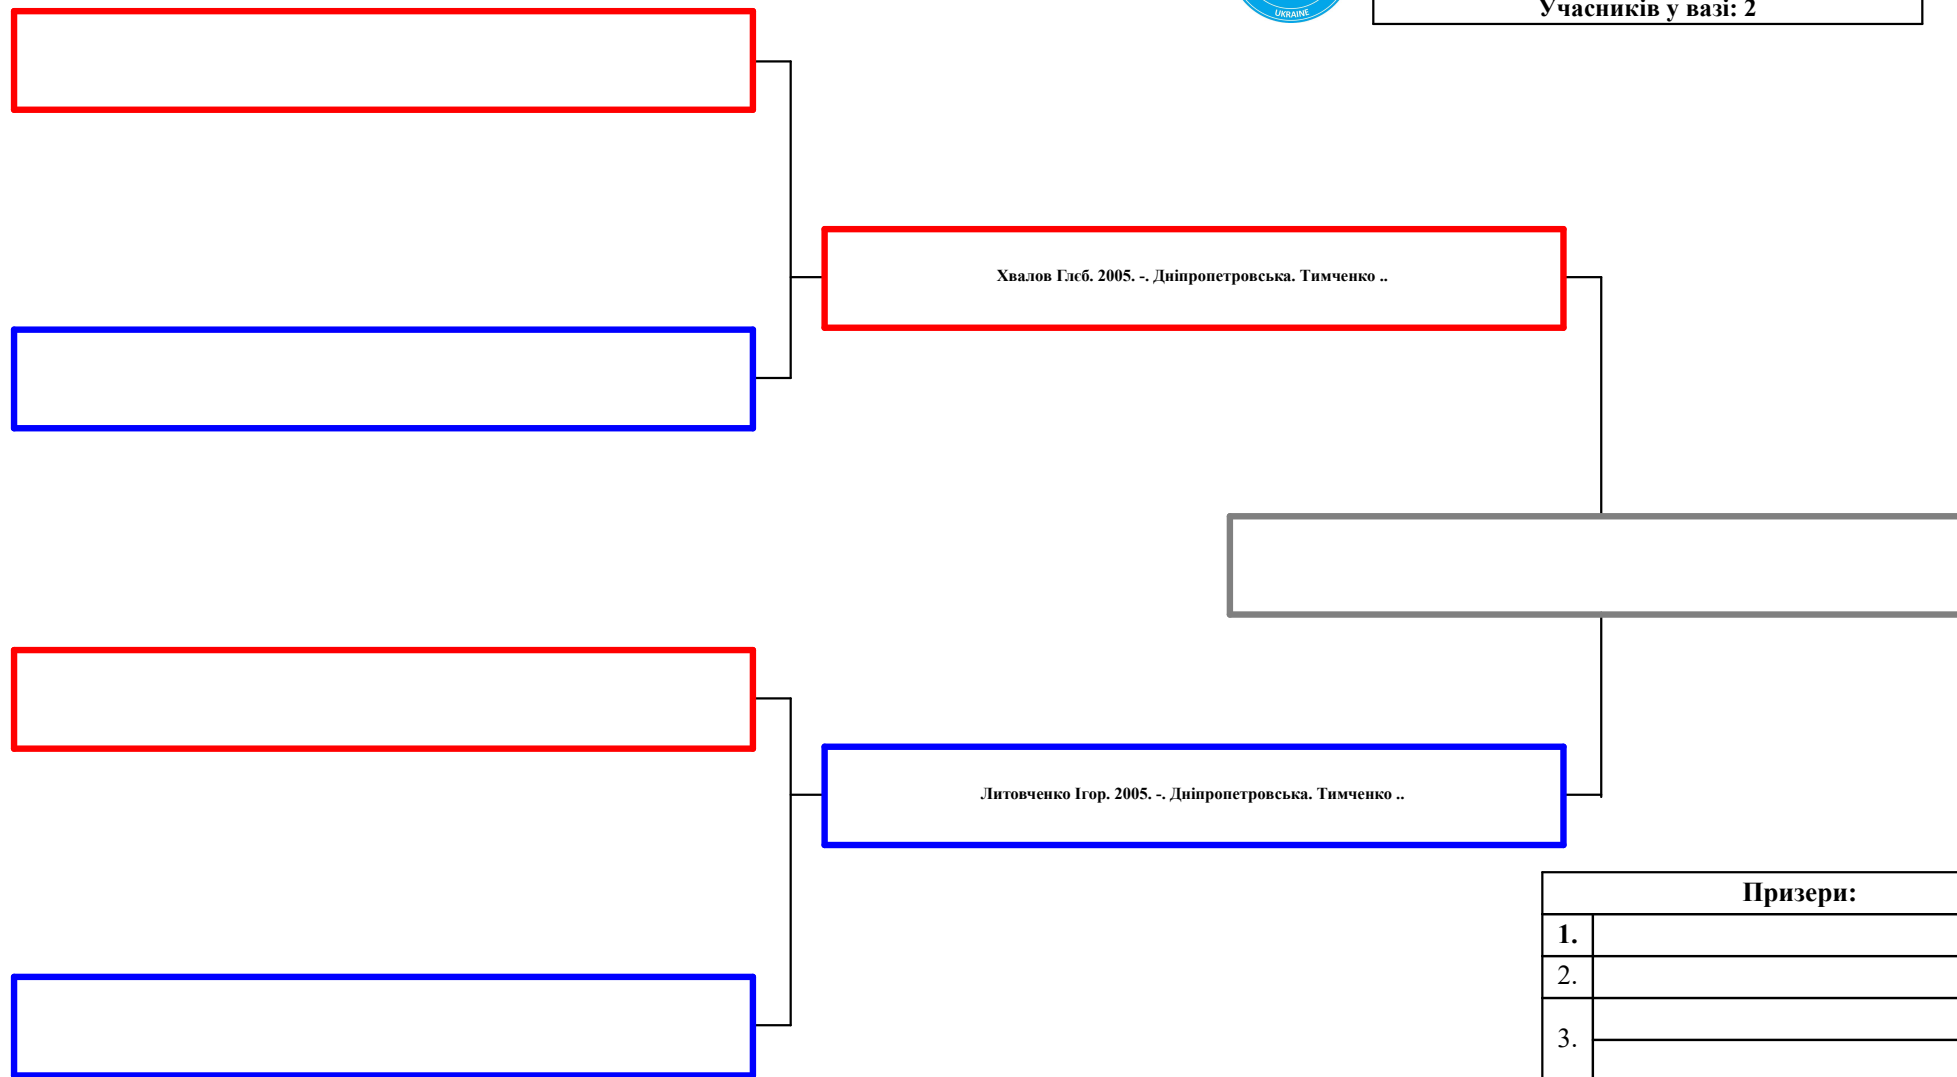 UKRAINE
Учасників у вазі: 2
Хвалов Глєб. 2005. -. Дніпропетровська. Тимченко ..
Литовченко Ігор. 2005. -. Дніпропетровська. Тимченко ..
Призери:
1.
2.
3.